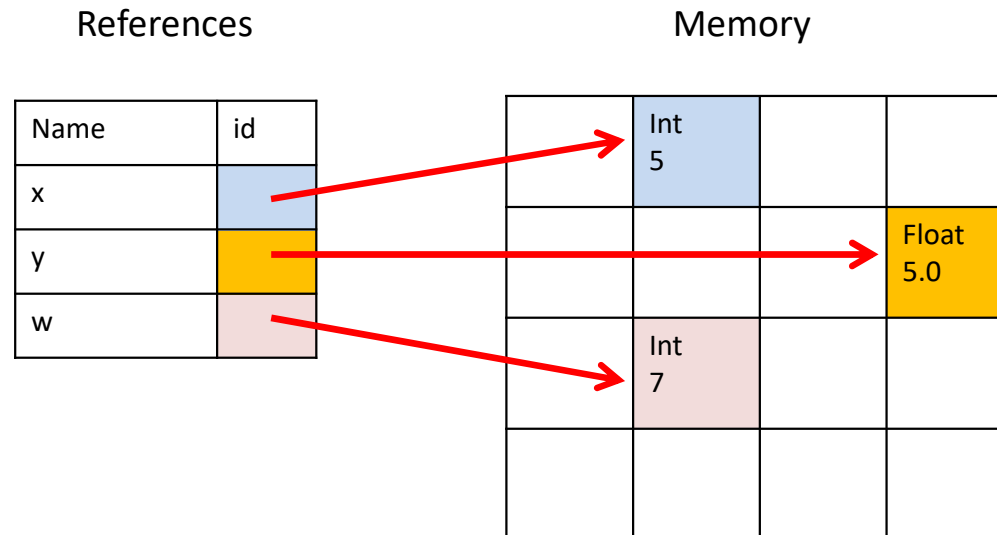 References
Memory
Name id
x
y
w
Int
5
Float
5.0
Int
7